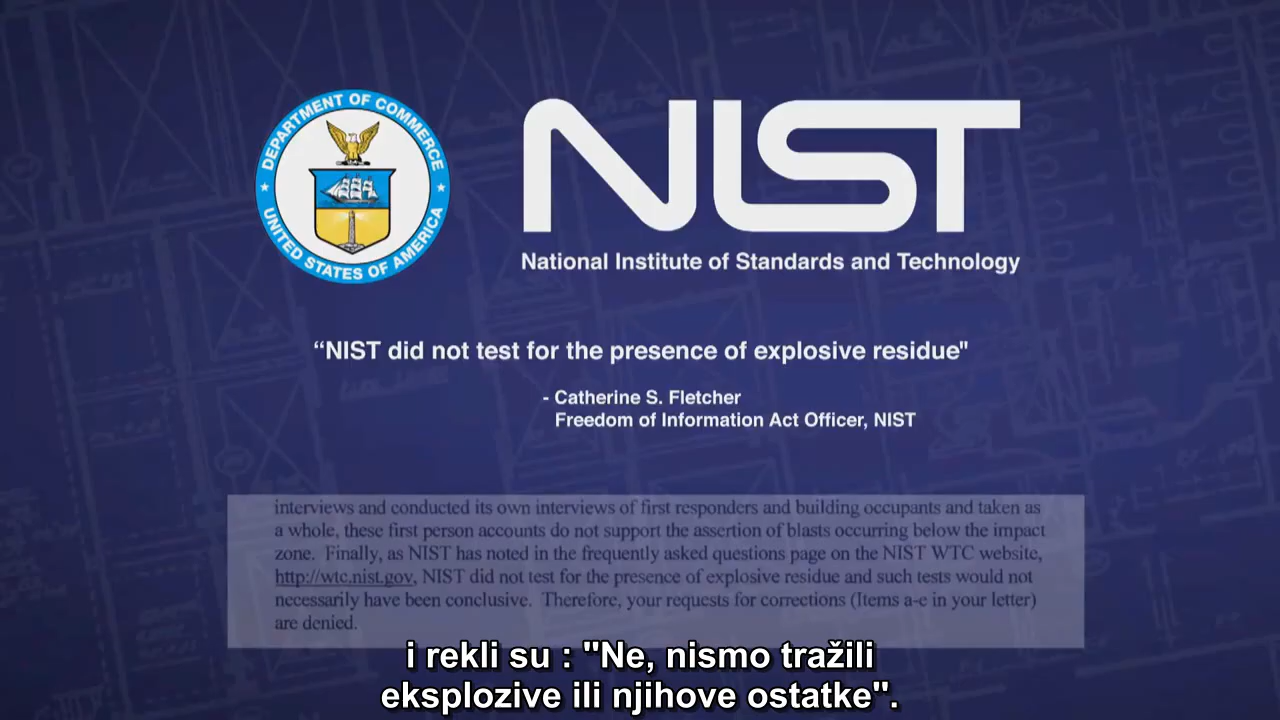 DEPARTMENT OF COMMERCE
UNITED STATES OF AMERICA
NIST
National Institute of Standards and Technology
“NIST did not test for the presence of explosive residue"
- Catherine S. Fletcher
Freedom of Information Act Officer, NIST
interviews and conducted its own interviews of first responders and building occupants and taken as
a whole, these first person accounts do not support the assertion of blasts occurring below the impact
zone. Finally, as NIST has noted in the frequently asked questions page on the NIST WTC website,
http://wtc.nist.gov, NIST did not test for the presence of explosive residue and such tests would not
necessarily have been conclusive. Therefore, your requests for corrections (Items a-e in your letter)
are denied.
i rekli su : "Ne, nismo tražili
eksplozive ili njihove ostatke".